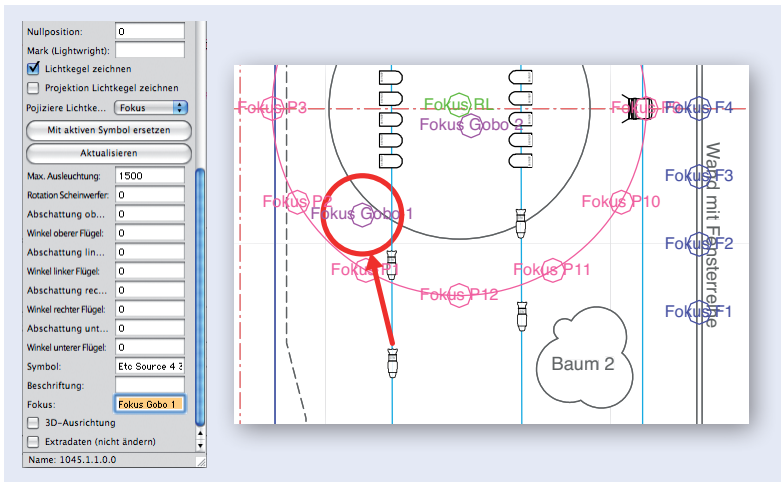 Nullposition: 0
Mark (Lightwright):
Lichtkegel zeichnen
Projektion Lichtkegel zeichnen
Pojiziere Lichtke... Fokus
Mit aktiven Symbol ersetzen
Aktualisieren
Max. Ausleuchtung: 1500
Rotation Scheinwerfer: 0
Abschattung ob... 0
Winkel oberer Flügel: 0
Abschattung lin... 0
Winkel linker Flügel: 0
Abschattung rec... 0
Winkel rechter Flügel: 0
Abschattung unt... 0
Winkel unterer Flügel: 0
Symbol: Etc Source 4 3
Beschriftung:
Fokus: Fokus Gobo 1
3D-Ausrichtung
Extradaten (nicht ändern)
Name: 1045.1.1.0.0
Fokus P3
Fokus BL
Fokus Gobo 2
Fokus F4
Fokus F3
Fokus P2
Fokus Gobo 1
Fokus P10
Fokus F2
Fokus P1
Fokus P11
Fokus P12
Fokus F1
Wand mit Fensterreihe
Baum 2